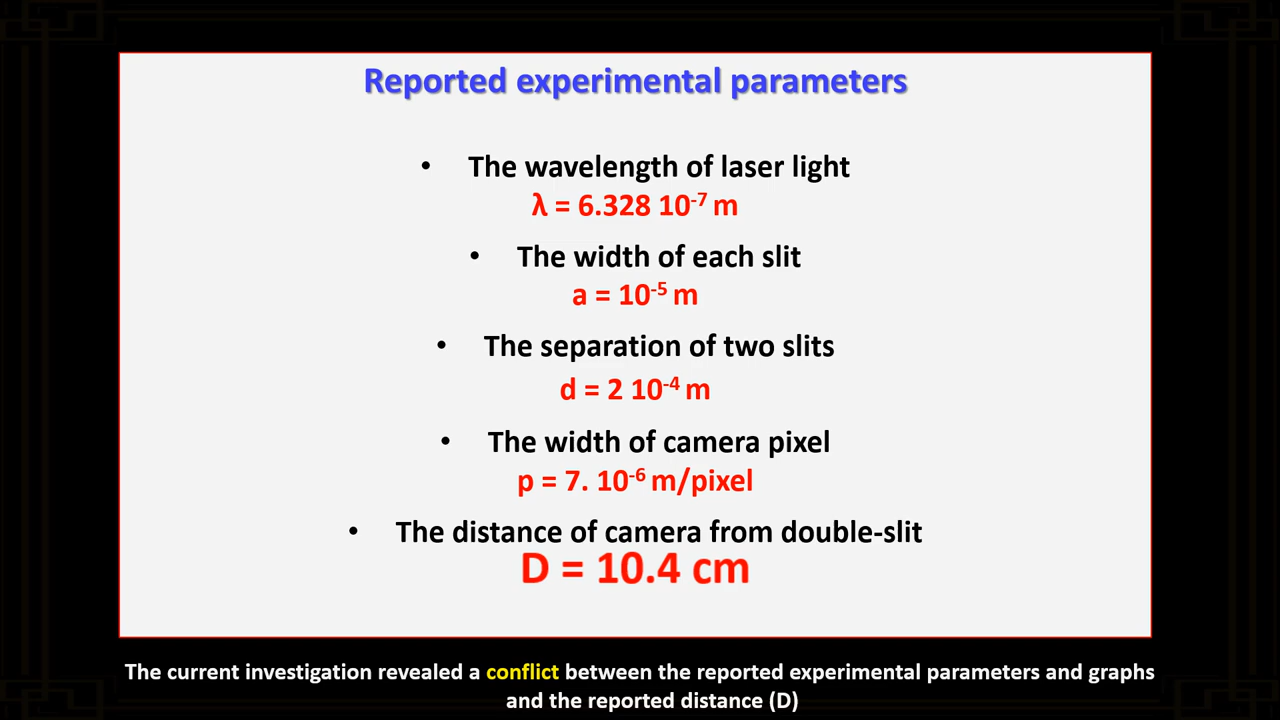 Reported experimental parameters
• The wavelength of laser light
λ = 6.328 10⁻⁷ m
• The width of each slit
a = 10⁻⁵ m
• The separation of two slits
d = 2 10⁻⁴ m
• The width of camera pixel
p = 7. 10⁻⁶ m/pixel
• The distance of camera from double-slit
D = 10.4 cm
The current investigation revealed a conflict between the reported experimental parameters and graphs
and the reported distance (D)